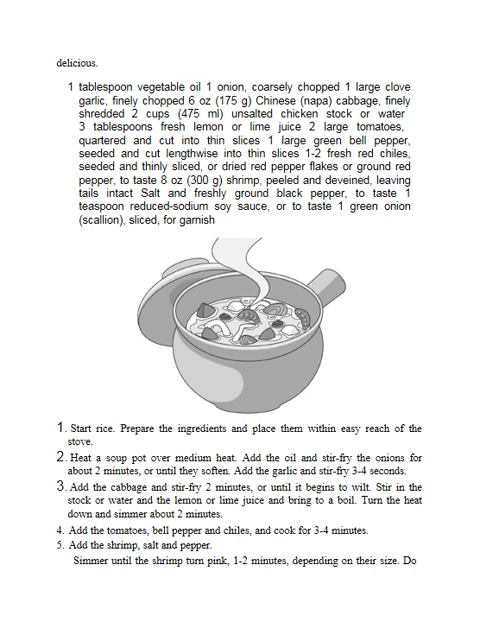 delicious.
1 tablespoon vegetable oil 1 onion, coarsely chopped 1 large clove
garlic, finely chopped 6 oz (175 g) Chinese (napa) cabbage, finely
shredded 2 cups (475 ml) unsalted chicken stock or water
3 tablespoons fresh lemon or lime juice 2 large tomatoes,
quartered and cut into thin slices 1 large green bell pepper,
seeded and cut lengthwise into thin slices 1-2 fresh red chiles,
seeded and thinly sliced, or dried red pepper flakes or ground red
pepper, to taste 8 oz (300 g) shrimp, peeled and deveined, leaving
tails intact Salt and freshly ground black pepper, to taste 1
teaspoon reduced-sodium soy sauce, or to taste 1 green onion
(scallion), sliced, for garnish
1. Start rice. Prepare the ingredients and place them within easy reach of the
stove.
2. Heat a soup pot over medium heat. Add the oil and stir-fry the onions for
about 2 minutes, or until they soften. Add the garlic and stir-fry 3-4 seconds.
3. Add the cabbage and stir-fry 2 minutes, or until it begins to wilt. Stir in the
stock or water and the lemon or lime juice and bring to a boil. Turn the heat
down and simmer about 2 minutes.
4. Add the tomatoes, bell pepper and chiles, and cook for 3-4 minutes.
5. Add the shrimp, salt and pepper.
Simmer until the shrimp turn pink, 1-2 minutes, depending on their size. Do